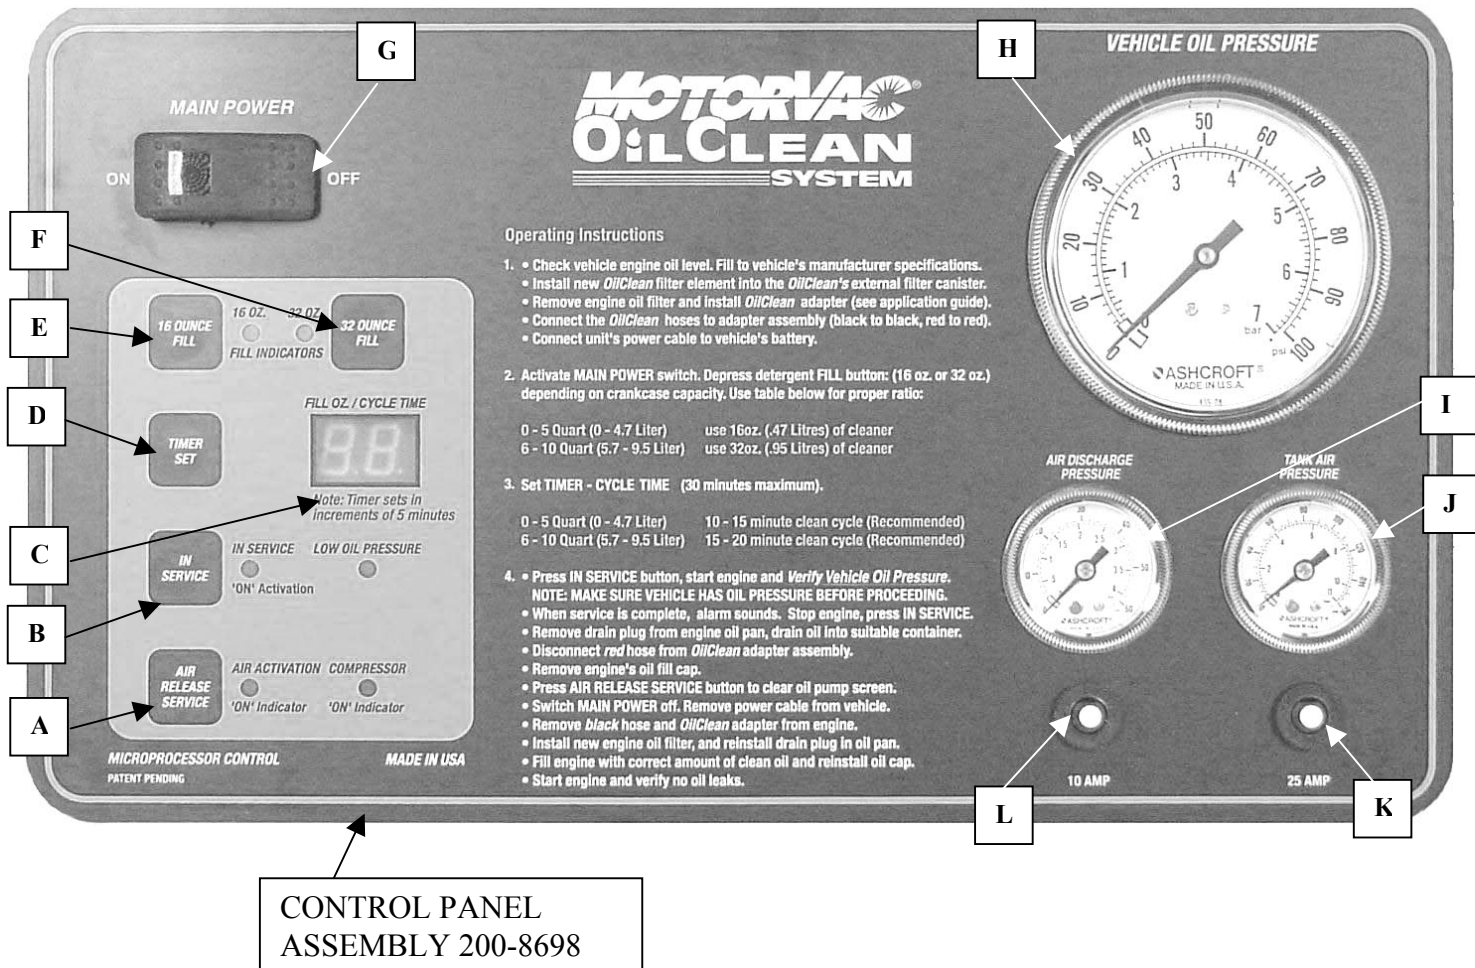 G
H
VEHICLE OIL PRESSURE
MAIN POWER
ON
OFF
MOTORVAC®
OILCLEAN
SYSTEM
F
E
D
C
B
A
16 OUNCE
FILL
16 OZ.
32 OZ.
FILL INDICATORS
32 OUNCE
FILL
TIMER
SET
FILL OZ. / CYCLE TIME
8.8.
Note: Timer sets in
increments of 5 minutes
IN
SERVICE
IN SERVICE
'ON' Activation
LOW OIL PRESSURE
AIR
RELEASE
SERVICE
AIR ACTIVATION
'ON' Indicator
COMPRESSOR
'ON' Indicator
MICROPROCESSOR CONTROL
MADE IN USA
PATENT PENDING
Operating Instructions
1. • Check vehicle engine oil level. Fill to vehicle's manufacturer specifications.
• Install new OilClean filter element into the OilClean's external filter canister.
• Remove engine oil filter and install OilClean adapter (see application guide).
• Connect the OilClean hoses to adapter assembly (black to black, red to red).
• Connect unit's power cable to vehicle's battery.
2. Activate MAIN POWER switch. Depress detergent FILL button: (16 oz. or 32 oz.)
depending on crankcase capacity. Use table below for proper ratio:
0 - 5 Quart (0 - 4.7 Liter) use 16oz. (.47 Litres) of cleaner
6 - 10 Quart (5.7 - 9.5 Liter) use 32oz. (.95 Litres) of cleaner
3. Set TIMER - CYCLE TIME (30 minutes maximum).
0 - 5 Quart (0 - 4.7 Liter) 10 - 15 minute clean cycle (Recommended)
6 - 10 Quart (5.7 - 9.5 Liter) 15 - 20 minute clean cycle (Recommended)
4. • Press IN SERVICE button, start engine and Verify Vehicle Oil Pressure.
NOTE: MAKE SURE VEHICLE HAS OIL PRESSURE BEFORE PROCEEDING.
• When service is complete, alarm sounds. Stop engine, press IN SERVICE.
• Remove drain plug from engine oil pan, drain oil into suitable container.
• Disconnect red hose from OilClean adapter assembly.
• Remove engine's oil fill cap.
• Press AIR RELEASE SERVICE button to clear oil pump screen.
• Switch MAIN POWER off. Remove power cable from vehicle.
• Remove black hose and OilClean adapter from engine.
• Install new engine oil filter, and reinstall drain plug in oil pan.
• Fill engine with correct amount of clean oil and reinstall oil cap.
• Start engine and verify no oil leaks.
0 10 20 30 40 50 60 70 80 90 100
1 2 3 4 5 6 7
bar
psi
ASHCROFT®
MADE IN U.S.A.
I
J
AIR DISCHARGE
PRESSURE
ASHCROFT
TANK AIR
PRESSURE
ASHCROFT
10 AMP
25 AMP
L
K
CONTROL PANEL
ASSEMBLY 200-8698